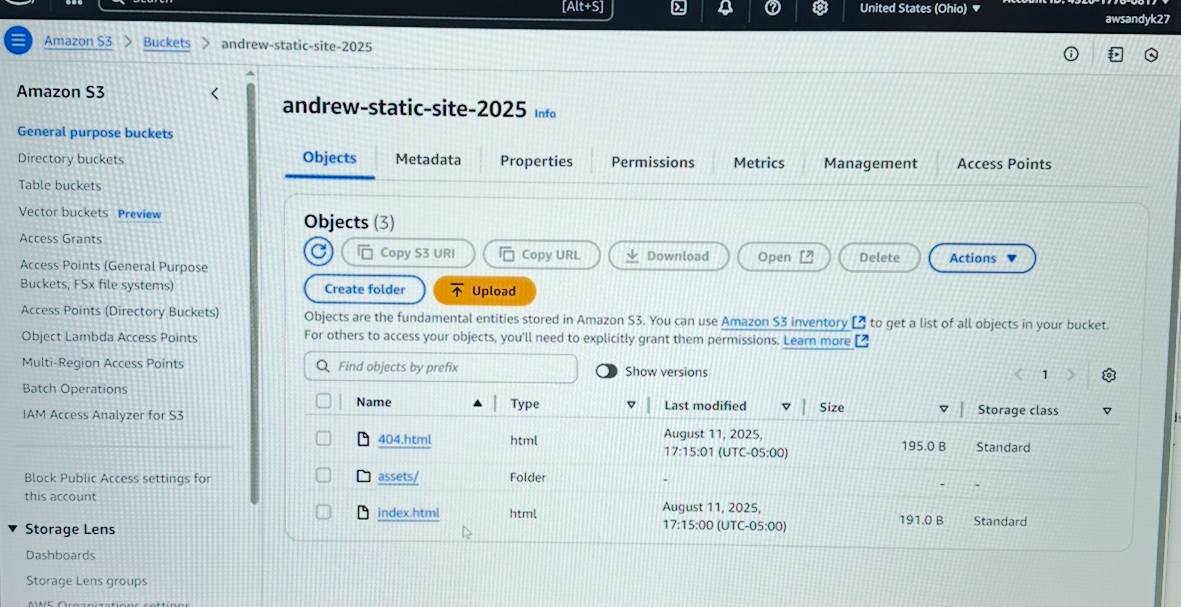 [Alt+S]
United States (Ohio)
awsandyk27
Amazon S3 > Buckets > andrew-static-site-2025
Amazon S3
General purpose buckets
Directory buckets
Table buckets
Vector buckets Preview
Access Grants
Access Points (General Purpose
Buckets, FSx file systems)
Access Points (Directory Buckets)
Object Lambda Access Points
Multi-Region Access Points
Batch Operations
IAM Access Analyzer for S3
Block Public Access settings for
this account
Storage Lens
Dashboards
Storage Lens groups
AWS Organizations settings
andrew-static-site-2025 Info
Objects Metadata Properties Permissions Metrics Management Access Points
Objects (3)
Copy S3 URI Copy URL Download Open Delete Actions
Create folder Upload
Objects are the fundamental entities stored in Amazon S3. You can use Amazon S3 inventory to get a list of all objects in your bucket.
For others to access your objects, you'll need to explicitly grant them permissions. Learn more
Find objects by prefix Show versions 1
Name Type Last modified Size Storage class
404.html html August 11, 2025, 17:15:01 (UTC-05:00) 195.0 B Standard
assets/ Folder - - -
index.html html August 11, 2025, 17:15:00 (UTC-05:00) 191.0 B Standard